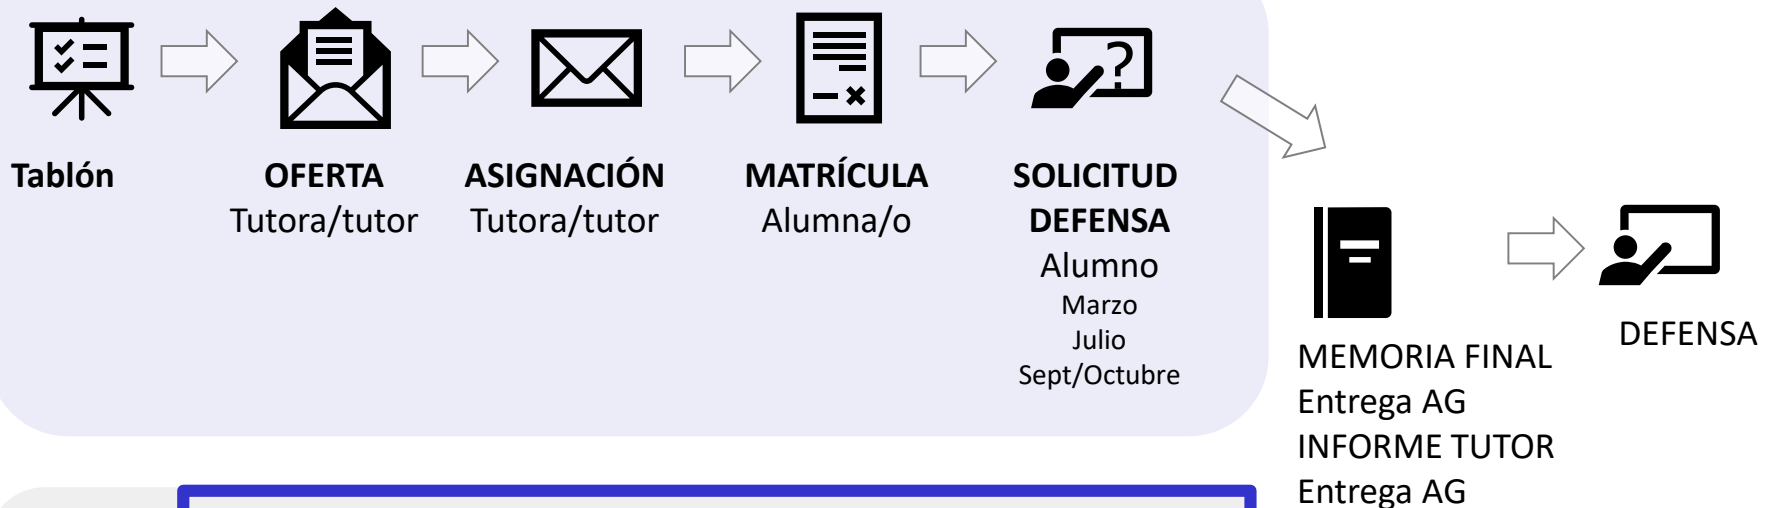 Tablón
OFERTA
Tutora/tutor
ASIGNACIÓN
Tutora/tutor
MATRÍCULA
Alumna/o
?
SOLICITUD
DEFENSA
Alumno
Marzo
Julio
Sept/Octubre
MEMORIA FINAL
Entrega AG
INFORME TUTOR
Entrega AG
DEFENSA